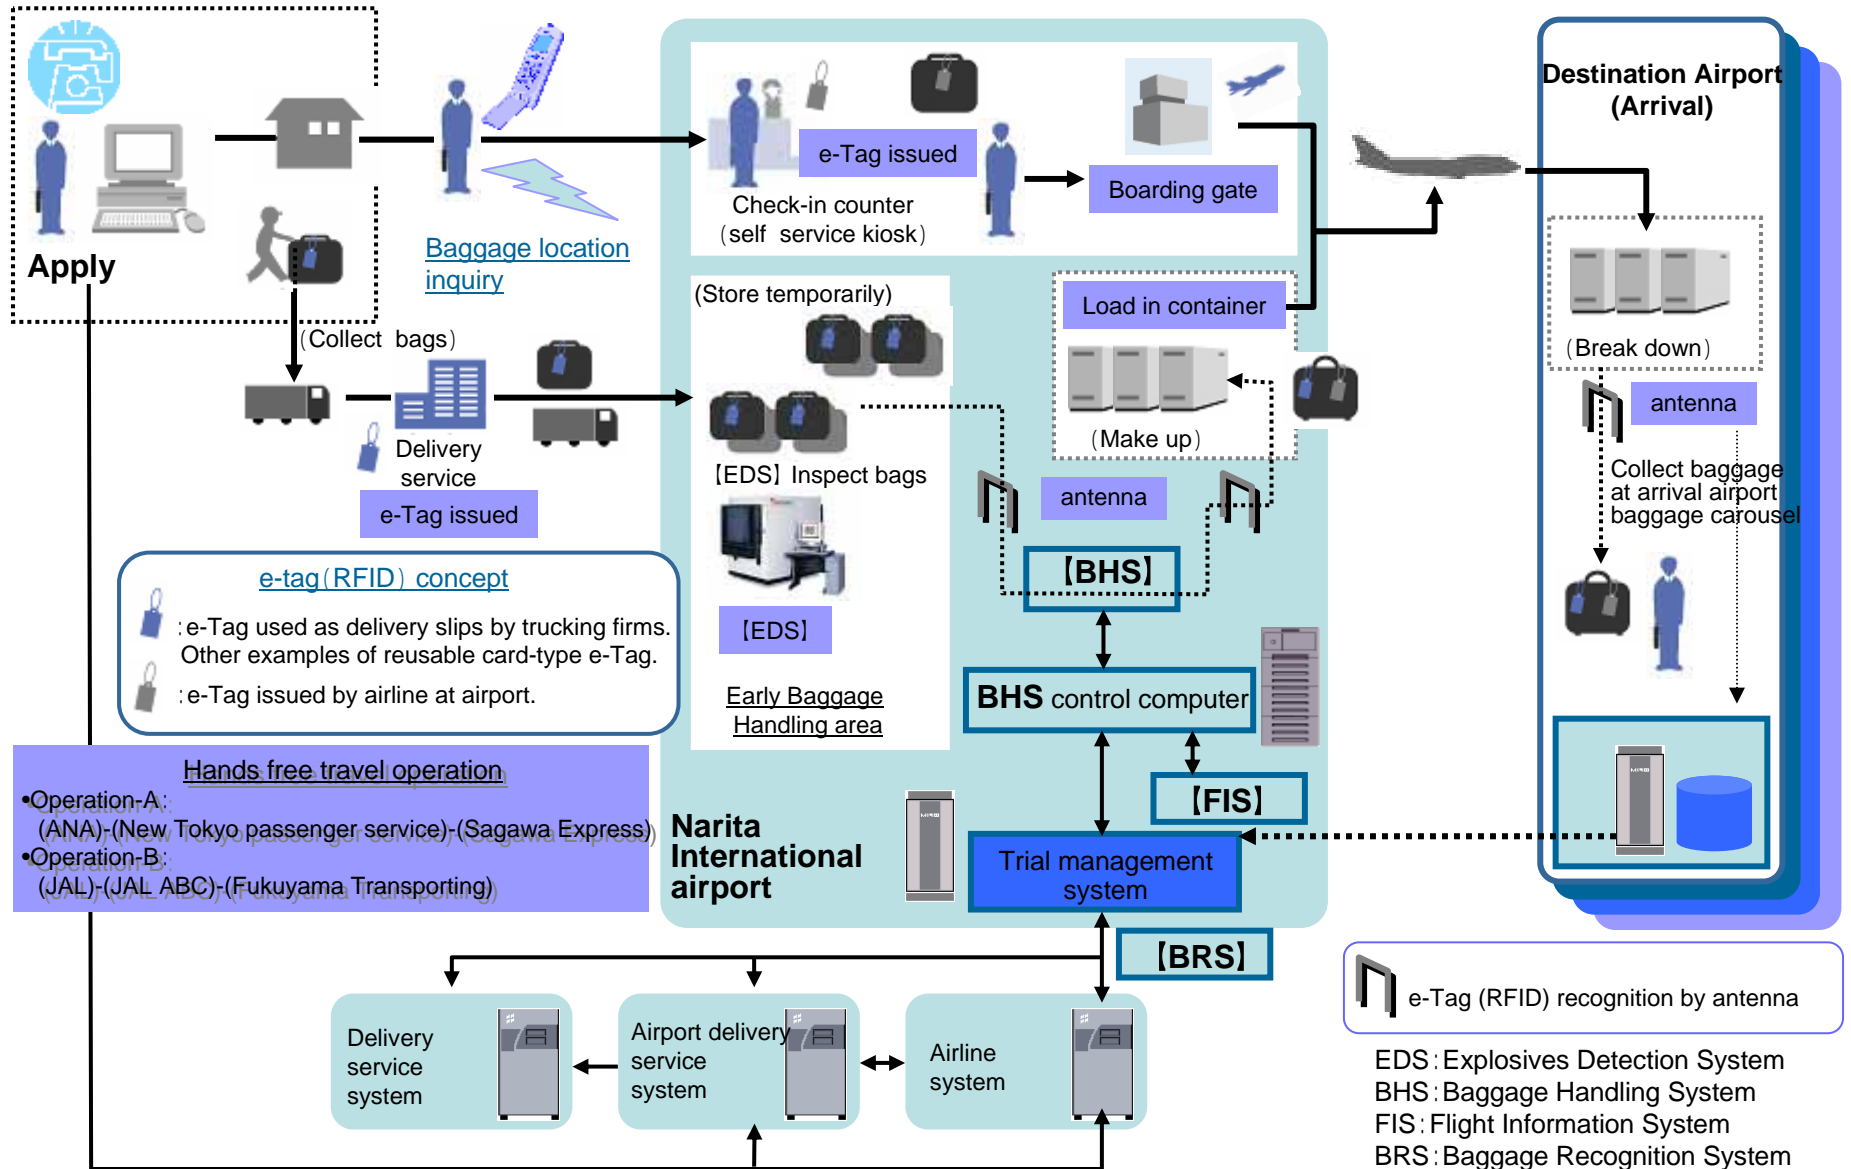 Apply
Baggage location
inquiry
(Collect bags)
Delivery
service
e-Tag issued
e-Tag issued
Check-in counter
(self service kiosk)
Boarding gate
(Store temporarily)
【EDS】 Inspect bags
【EDS】
Early Baggage
Handling area
Load in container
(Make up)
antenna
【BHS】
BHS control computer
【FIS】
Trial management
system
【BRS】
Narita
International
airport
Destination Airport
(Arrival)
(Break down)
antenna
Collect baggage
at arrival airport
baggage carousel
e-tag(RFID) concept
:e-Tag used as delivery slips by trucking firms.
Other examples of reusable card-type e-Tag.
:e-Tag issued by airline at airport.
Hands free travel operation
•Operation-A:
(ANA)-(New Tokyo passenger service)-(Sagawa Express)
•Operation-B:
(JAL)-(JAL ABC)-(Fukuyama Transporting)
Delivery
service
system
Airport delivery
service
system
Airline
system
e-Tag (RFID) recognition by antenna
EDS:Explosives Detection System
BHS:Baggage Handling System
FIS:Flight Information System
BRS:Baggage Recognition System